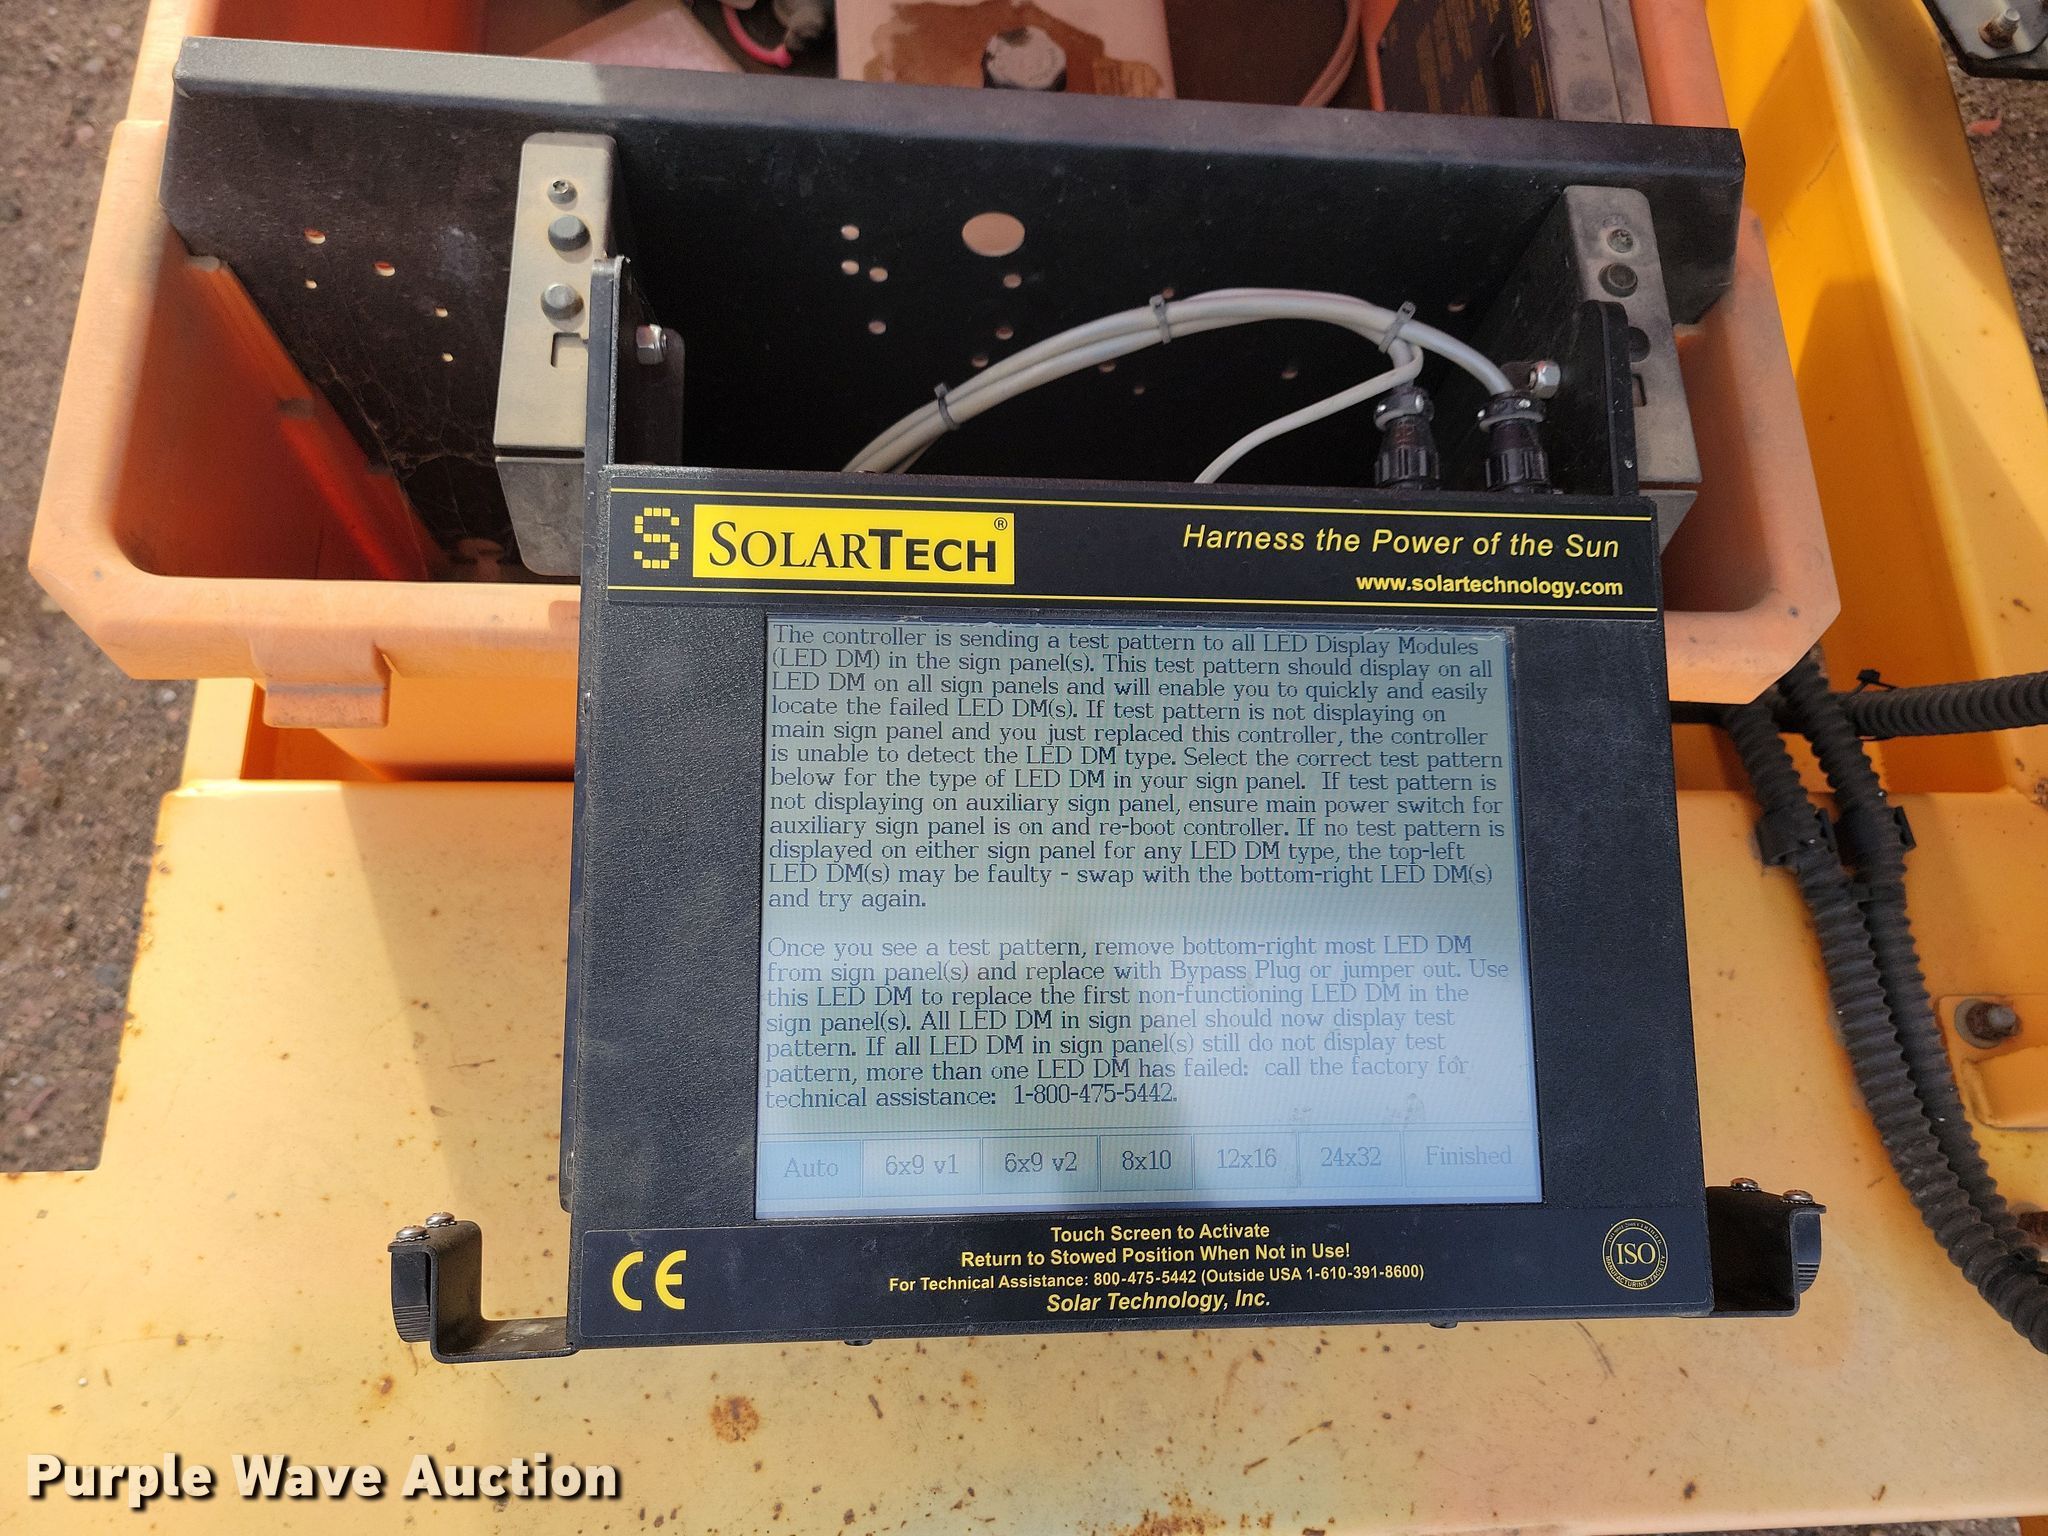 SOLARTECH®
Harness the Power of the Sun
www.solartechnology.com
The controller is sending a test pattern to all LED Display Modules
(LED DM) in the sign panel(s). This test pattern should display on all
LED DM on all sign panels and will enable you to quickly and easily
locate the failed LED DM(s). If test pattern is not displaying on
main sign panel and you just replaced this controller, the controller
is unable to detect the LED DM type. Select the correct test pattern
below for the type of LED DM in your sign panel. If test pattern is
not displaying on auxiliary sign panel, ensure main power switch for
auxiliary sign panel is on and re-boot controller. If no test pattern is
displayed on either sign panel for any LED DM type, the top-left
LED DM(s) may be faulty - swap with the bottom-right LED DM(s)
and try again.
Once you see a test pattern, remove bottom-right most LED DM
from sign panel(s) and replace with Bypass Plug or jumper out. Use
this LED DM to replace the first non-functioning LED DM in the
sign panel(s). All LED DM in sign panel should now display test
pattern. If all LED DM in sign panel(s) still do not display test
pattern, more than one LED DM has failed: call the factory for
technical assistance: 1-800-475-5442.
Auto 6x9 v1 6x9 v2 8x10 12x16 24x32 Finished
Touch Screen to Activate
Return to Stowed Position When Not in Use!
For Technical Assistance: 800-475-5442 (Outside USA 1-610-391-8600)
Solar Technology, Inc.
CE
ISO
Purple Wave Auction